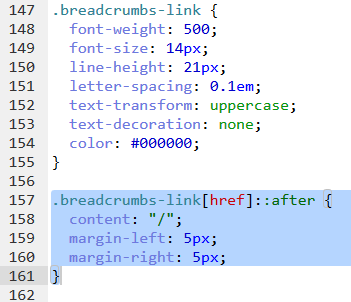 147 .breadcrumbs-link {
148   font-weight: 500;
149   font-size: 14px;
150   line-height: 21px;
151   letter-spacing: 0.1em;
152   text-transform: uppercase;
153   text-decoration: none;
154   color: #000000;
155 }
156
157 .breadcrumbs-link[href]::after {
158   content: "/";
159   margin-left: 5px;
160   margin-right: 5px;
161 }
162